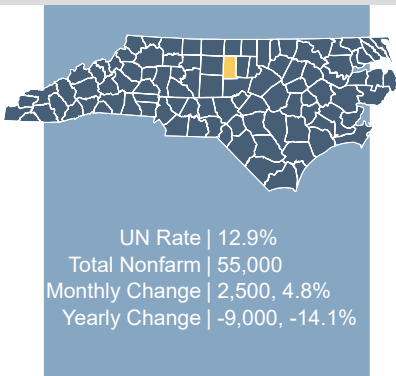 UN Rate | 12.9%
Total Nonfarm | 55,000
Monthly Change | 2,500, 4.8%
Yearly Change | -9,000, -14.1%